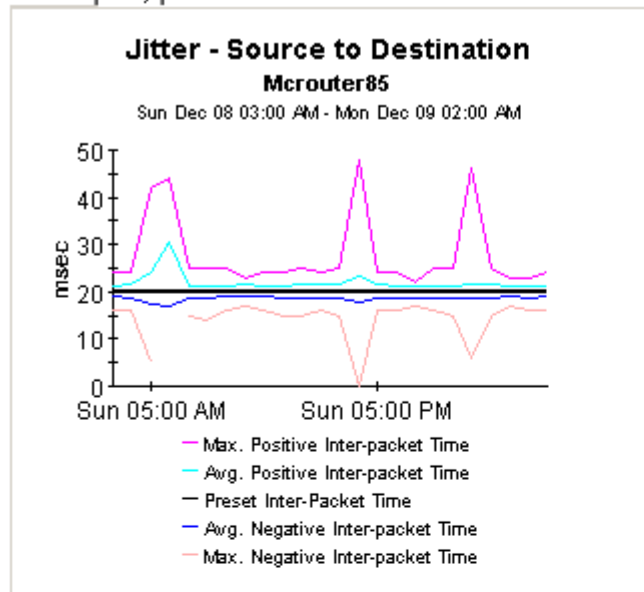 Jitter - Source to Destination
Mcrouter85
Sun Dec 08 03:00 AM - Mon Dec 09 02:00 AM
50
40
30
20
10
0
msec
Sun 05:00 AM Sun 05:00 PM
Max. Positive Inter-packet Time
Avg. Positive Inter-packet Time
Preset Inter-Packet Time
Avg. Negative Inter-packet Time
Max. Negative Inter-packet Time